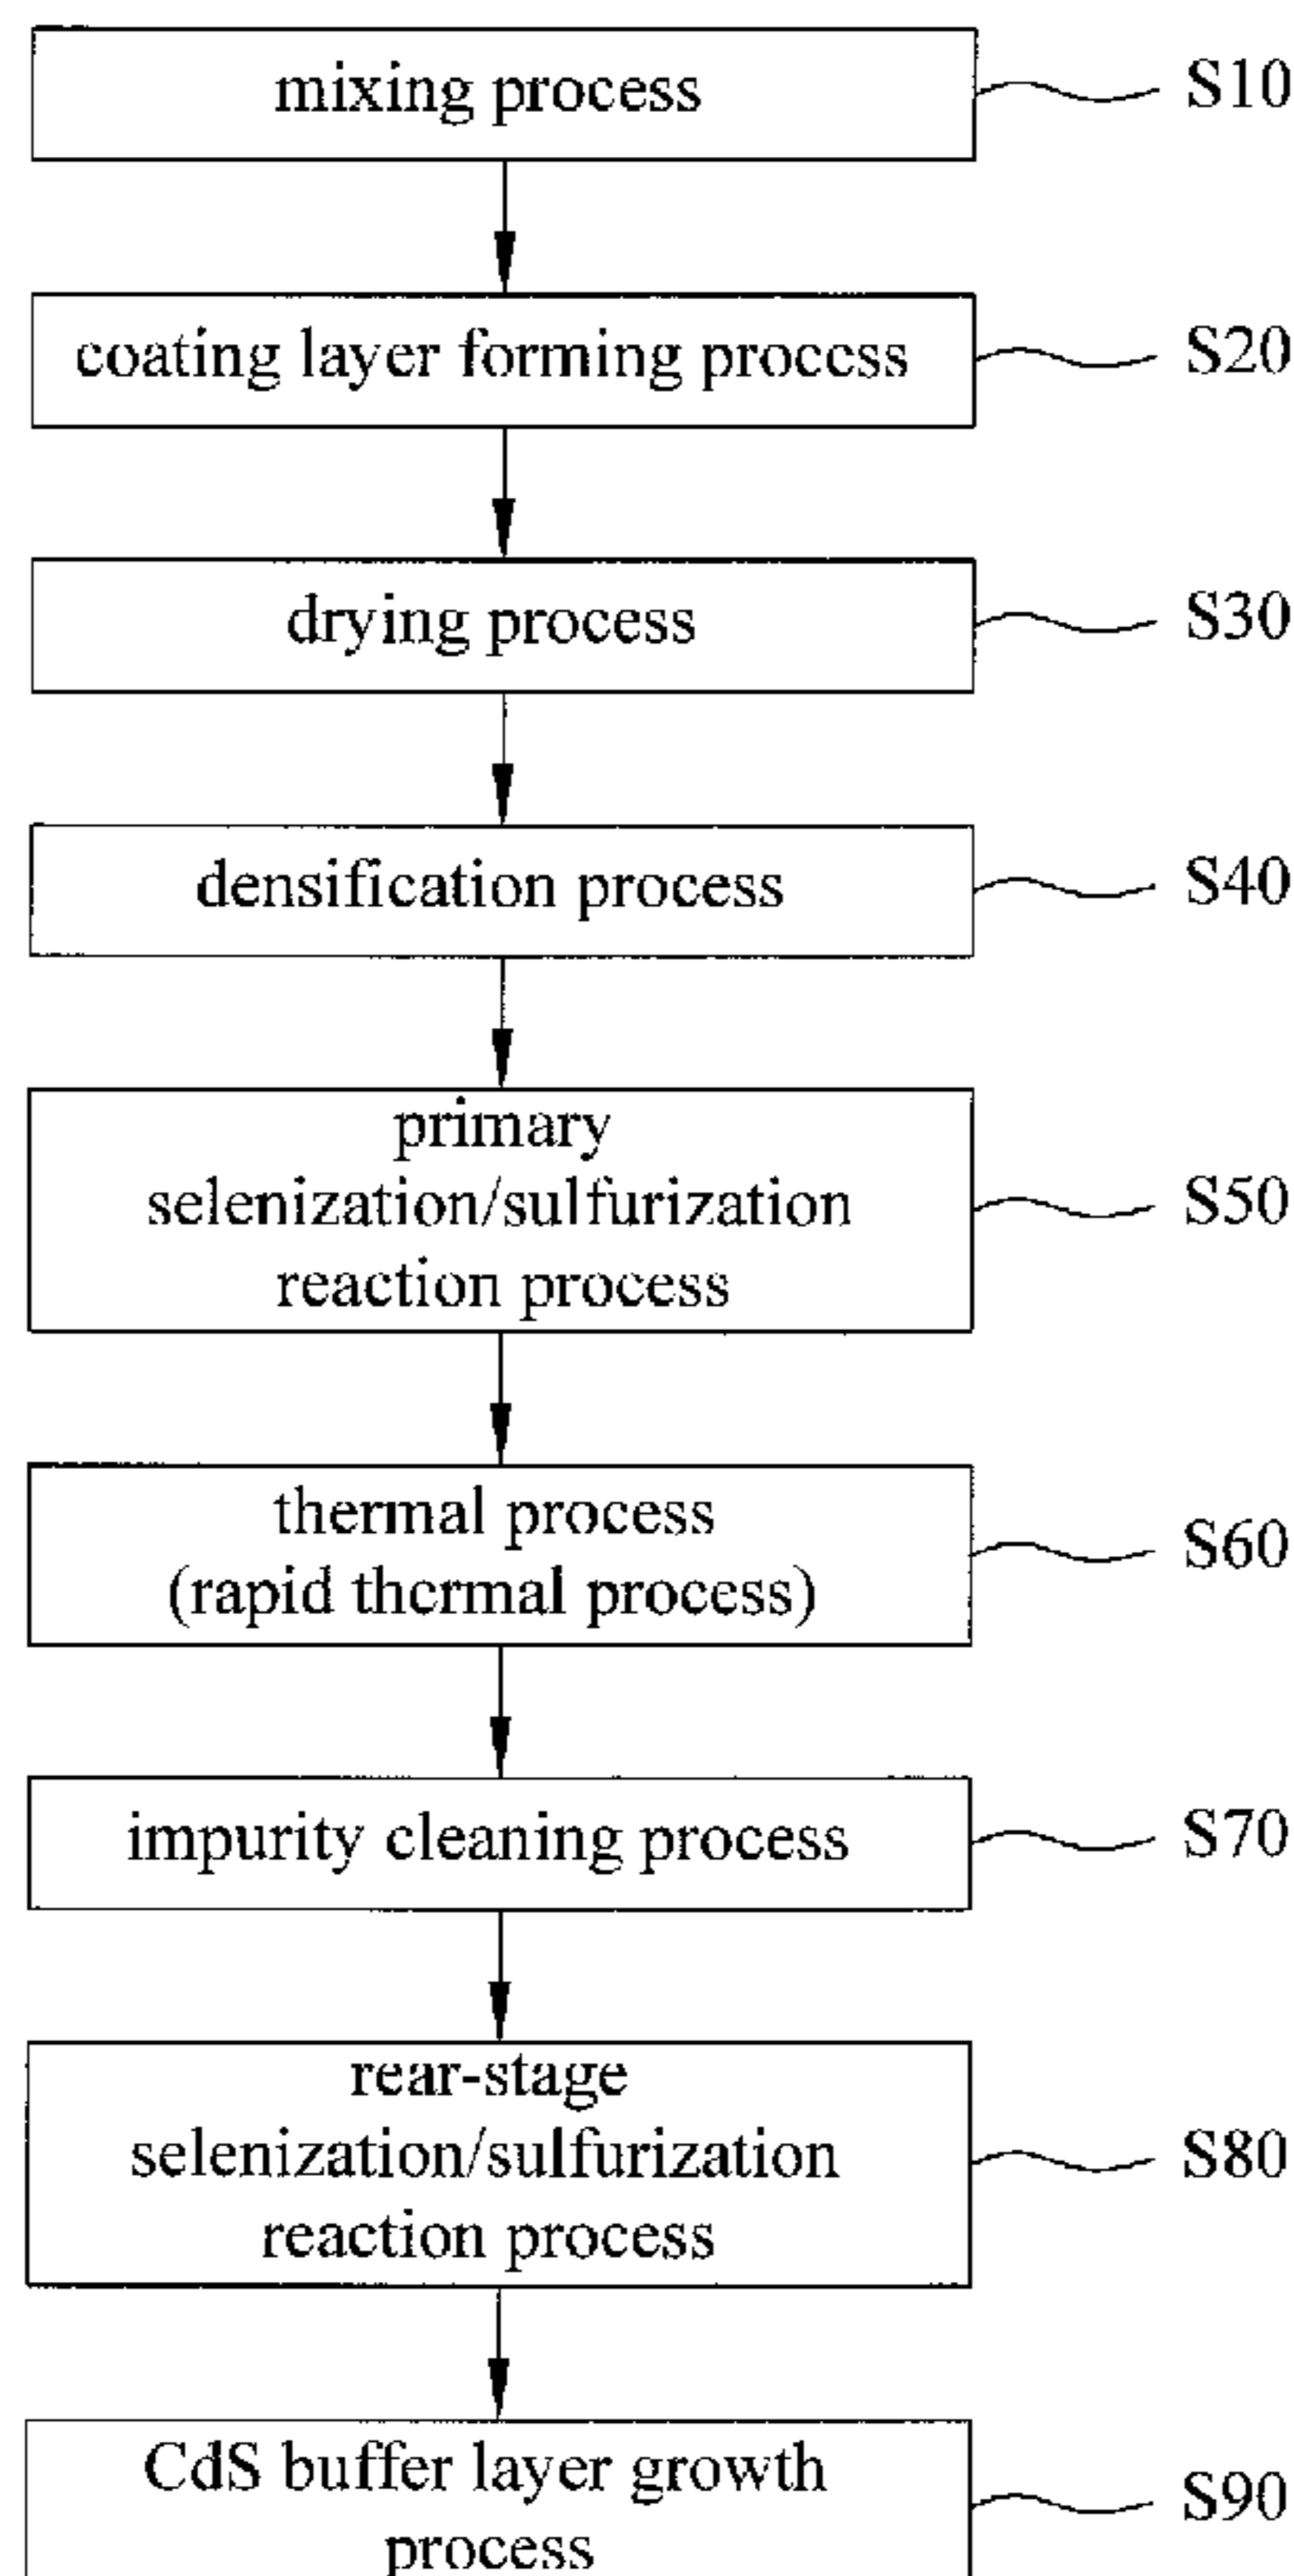 mixing process
S10
coating layer forming process
S20
drying process
S30
densification process
S40
primary
selenization/sulfurization
reaction process
S50
thermal process
(rapid thermal process)
S60
impurity cleaning process
S70
rear-stage
selenization/sulfurization
reaction process
S80
CdS buffer layer growth
process
S90